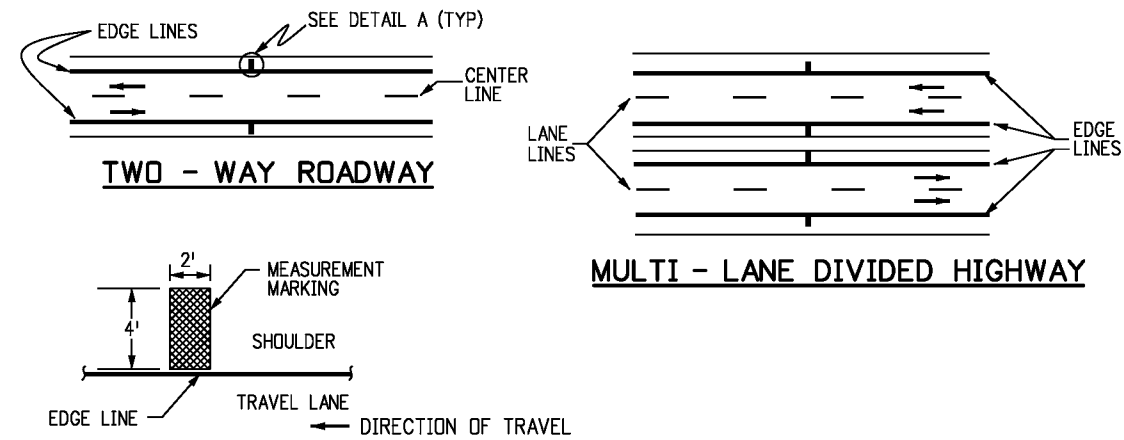 SEE DETAIL A (TYP)
EDGE LINES
CENTER
LINE
TWO - WAY ROADWAY
LANE
LINES
EDGE
LINES
MULTI - LANE DIVIDED HIGHWAY
2'
MEASUREMENT
MARKING
4'
SHOULDER
EDGE LINE
TRAVEL LANE
DIRECTION OF TRAVEL